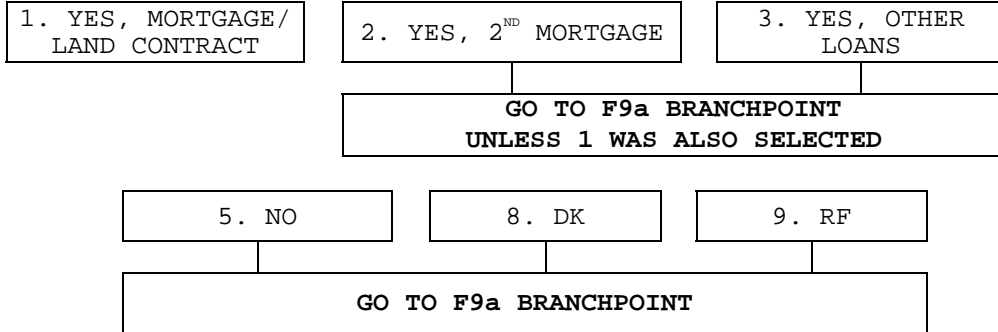 1. YES, MORTGAGE/
LAND CONTRACT
2. YES, 2ND MORTGAGE
3. YES, OTHER
LOANS
GO TO F9a BRANCHPOINT
UNLESS 1 WAS ALSO SELECTED
5. NO
8. DK
9. RF
GO TO F9a BRANCHPOINT